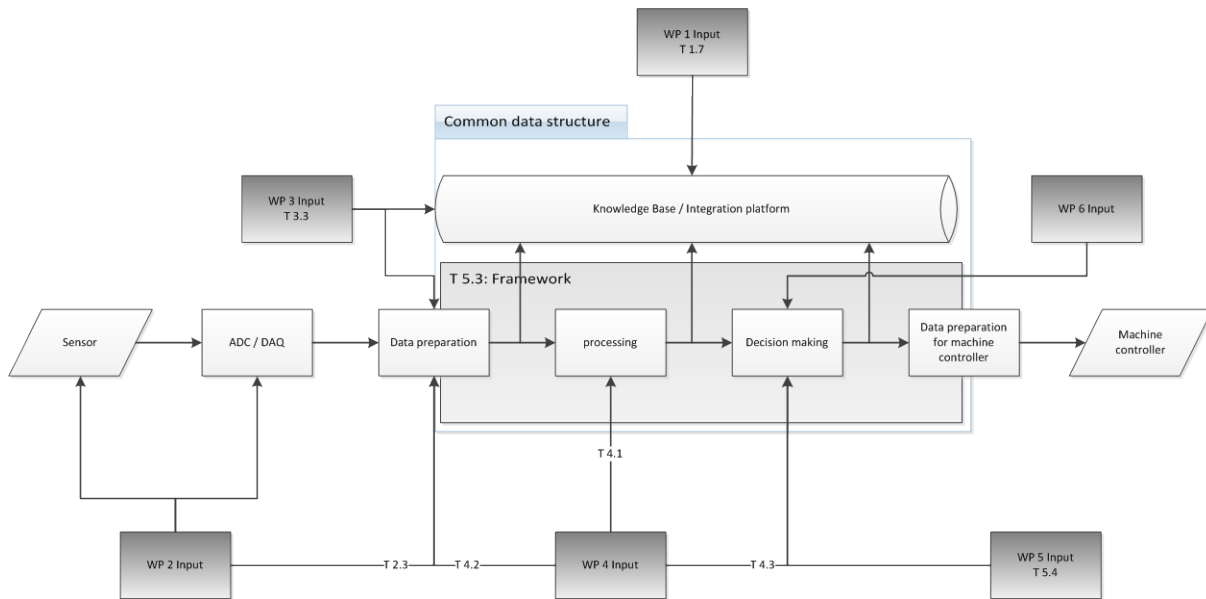 WP 1 Input
T 1.7
Common data structure
WP 3 Input
T 3.3
Knowledge Base / Integration platform
WP 6 Input
T 5.3: Framework
Sensor
ADC / DAQ
Data preparation
processing
Decision making
Data preparation
for machine
controller
Machine
controller
T 4.1
WP 2 Input
T 2.3
T 4.2
WP 4 Input
T 4.3
WP 5 Input
T 5.4